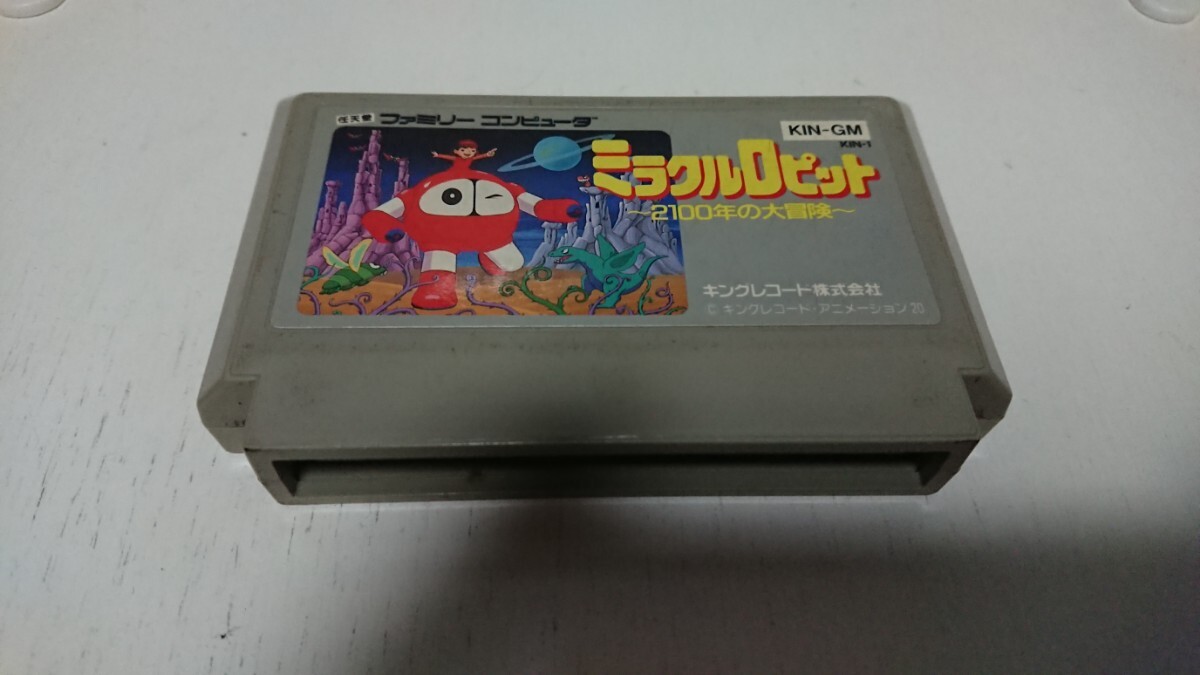 任天堂 ファミリー コンピュータ
KIN-GM
KIN-1
ミラクルロピット
～2100年の大冒険～
キングレコード株式会社
© キングレコード・アニメーション20